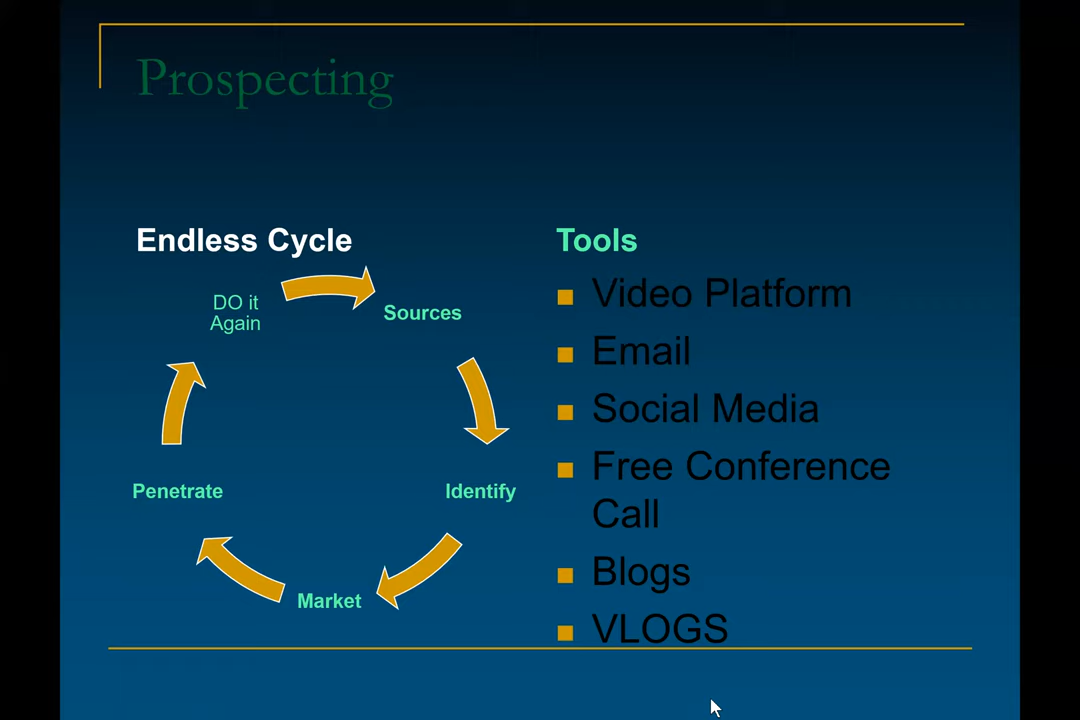 Prospecting
Endless Cycle
DO it
Again
Sources
Identify
Market
Penetrate
Tools
Video Platform
Email
Social Media
Free Conference
Call
Blogs
VLOGS